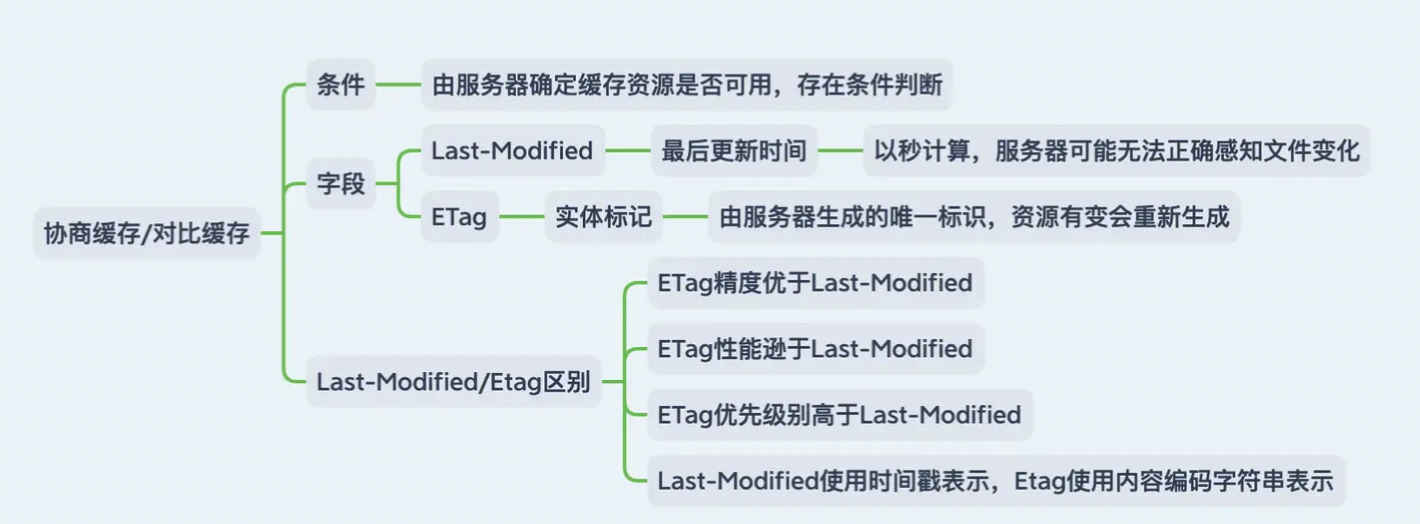 协商缓存/对比缓存
条件
由服务器确定缓存资源是否可用，存在条件判断
字段
Last-Modified
最后更新时间
以秒计算，服务器可能无法正确感知文件变化
ETag
实体标记
由服务器生成的唯一标识，资源有变会重新生成
Last-Modified/Etag区别
ETag精度优于Last-Modified
ETag性能逊于Last-Modified
ETag优先级别高于Last-Modified
Last-Modified使用时间戳表示，Etag使用内容编码字符串表示